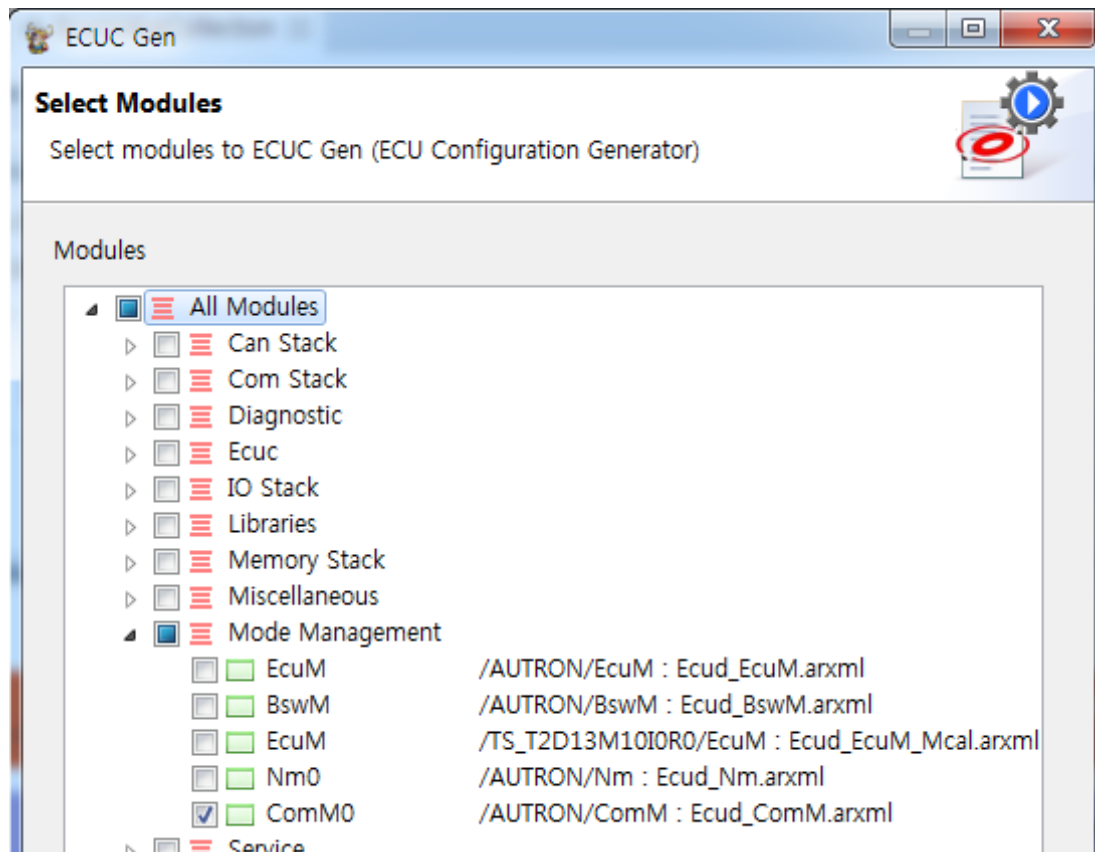 ECUC Gen
Select Modules
Select modules to ECUC Gen (ECU Configuration Generator)
Modules
All Modules
Can Stack
Com Stack
Diagnostic
Ecuc
IO Stack
Libraries
Memory Stack
Miscellaneous
Mode Management
EcuM /AUTRON/EcuM : Ecud_EcuM.arxml
BswM /AUTRON/BswM : Ecud_BswM.arxml
EcuM /TS_T2D13M10I0R0/EcuM : Ecud_EcuM_Mcal.arxml
Nm0 /AUTRON/Nm : Ecud_Nm.arxml
ComM0 /AUTRON/ComM : Ecud_ComM.arxml
Service